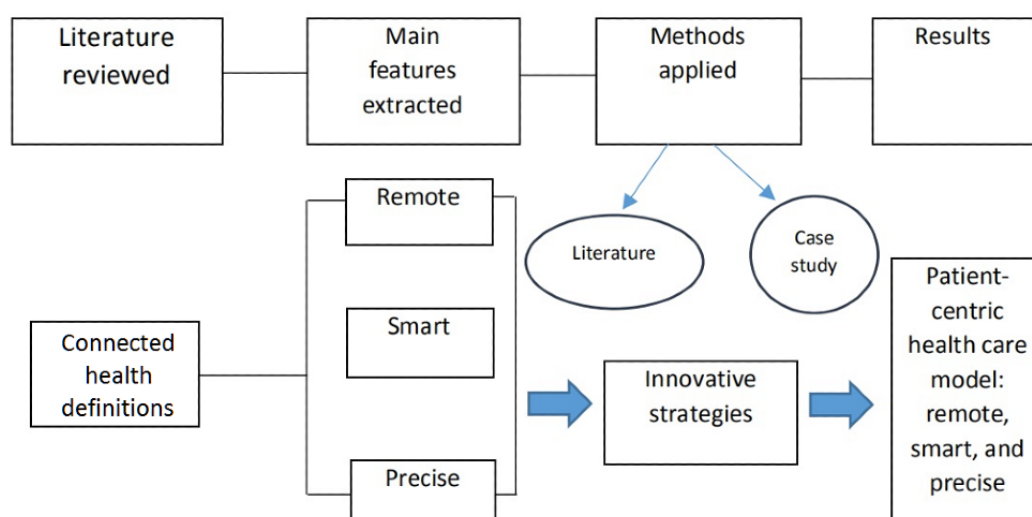 Literature
reviewed
Main
features
extracted
Methods
applied
Results
Remote
Literature
Case
study
Smart
Connected
health
definitions
Precise
Innovative
strategies
Patient-
centric
health care
model:
remote,
smart, and
precise